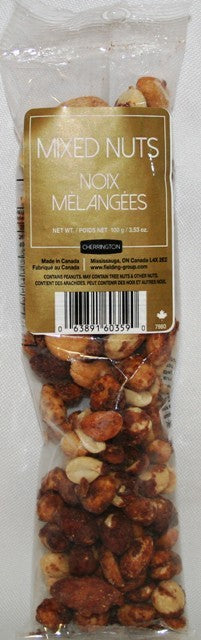 MIXED NUTS
NOIX
MÉLANGÉES
NET WT. / POIDS NET · 100 g / 3.53 oz.
CHERRINGTON
Made in Canada Mississauga, ON Canada L4X 2E2
Fabriqué au Canada www.fielding-group.com
CONTAINS PEANUTS. MAY CONTAIN TREE NUTS & OTHER NUTS.
CONTIENT DES ARACHIDES. PEUT CONTENIR DES NOIX ET AUTRES NOIX.
0 63891 60359 0
7980